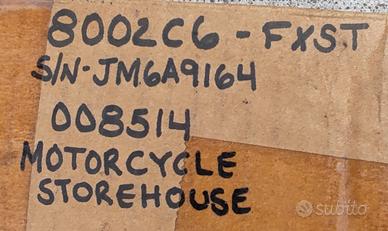 8002C6 - FXST
S/N-JM6A9164
008514
MOTORCYCLE
STOREHOUSE
subito